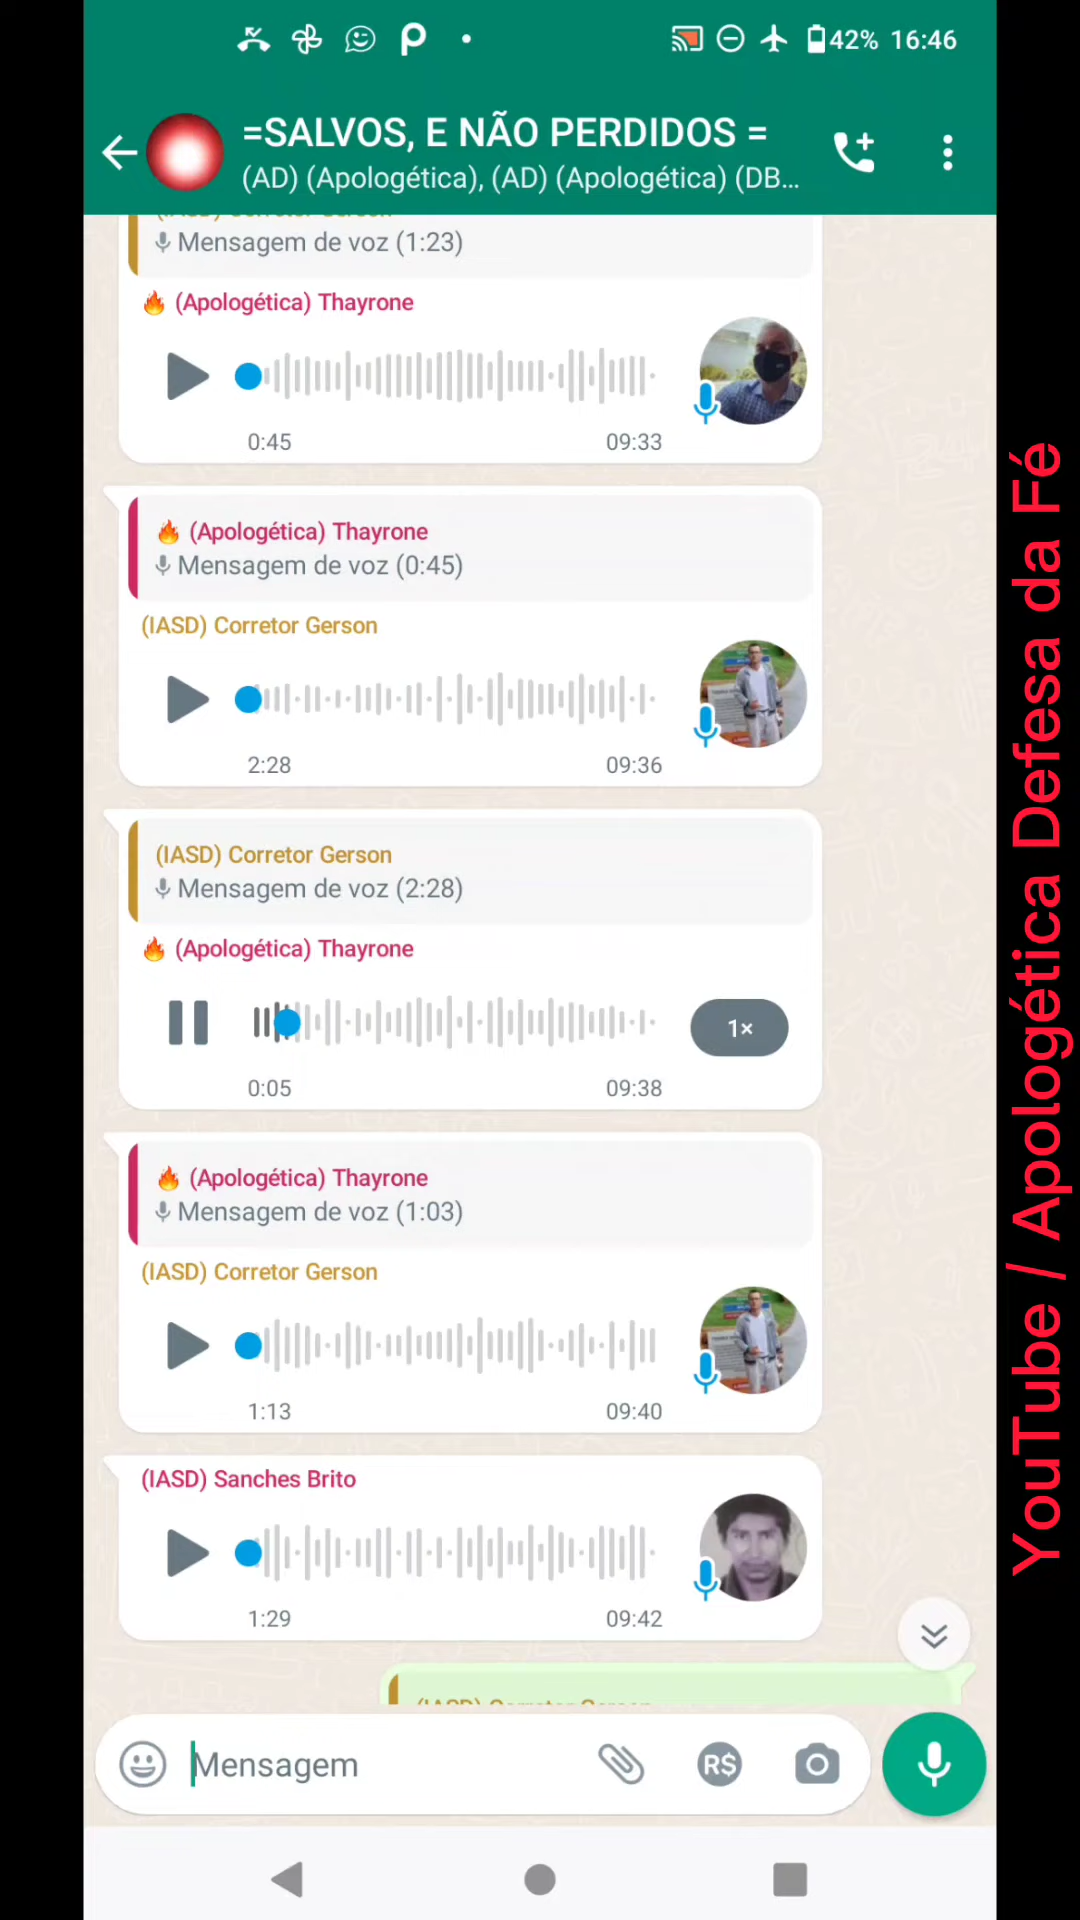 42% 16:46
=SALVOS, E NÃO PERDIDOS =
(AD) (Apologética), (AD) (Apologética) (DB...
Mensagem de voz (1:23)
🔥 (Apologética) Thayrone
0:45 09:33
🔥 (Apologética) Thayrone
Mensagem de voz (0:45)
(IASD) Corretor Gerson
2:28 09:36
(IASD) Corretor Gerson
Mensagem de voz (2:28)
🔥 (Apologética) Thayrone
1×
0:05 09:38
🔥 (Apologética) Thayrone
Mensagem de voz (1:03)
(IASD) Corretor Gerson
1:13 09:40
(IASD) Sanches Brito
1:29 09:42
Mensagem
R$
YouTube / Apologética Defesa da Fé